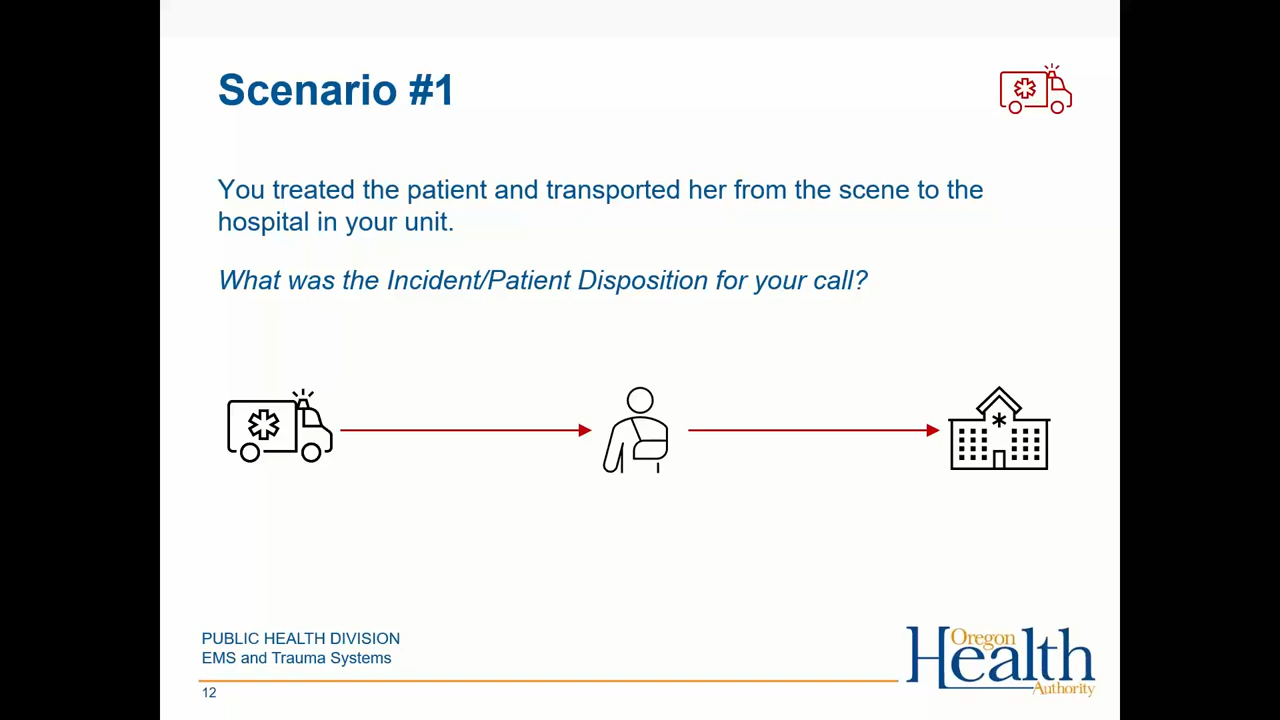 Scenario #1
You treated the patient and transported her from the scene to the
hospital in your unit.
What was the Incident/Patient Disposition for your call?
PUBLIC HEALTH DIVISION
EMS and Trauma Systems
12
Oregon
Health
Authority